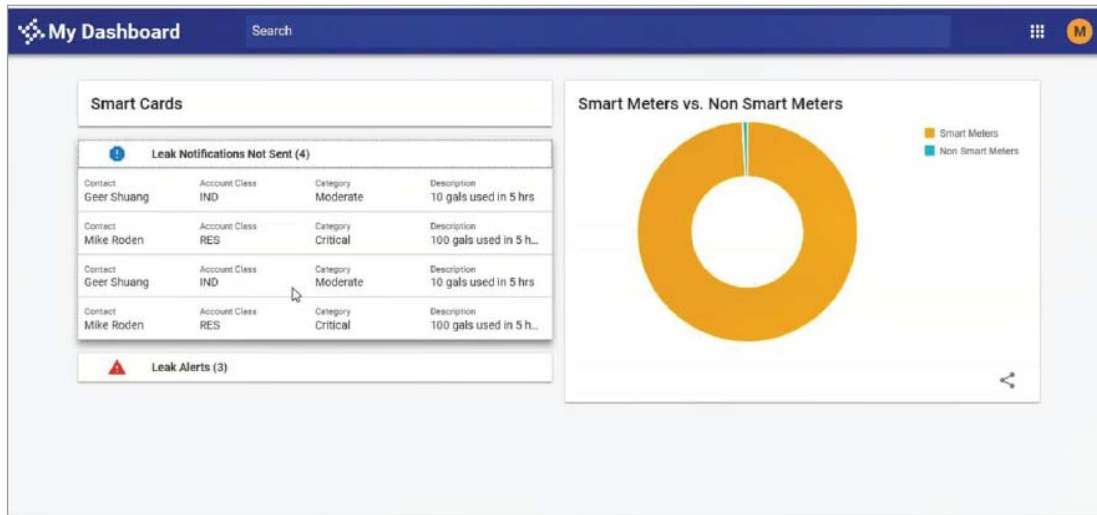 My Dashboard
Search
M
Smart Cards
Leak Notifications Not Sent (4)
Contact Account Class Category Description
Geer Shuang IND Moderate 10 gals used in 5 hrs
Contact Account Class Category Description
Mike Roden RES Critical 100 gals used in 5 h...
Contact Account Class Category Description
Geer Shuang IND Moderate 10 gals used in 5 hrs
Contact Account Class Category Description
Mike Roden RES Critical 100 gals used in 5 h...
Leak Alerts (3)
Smart Meters vs. Non Smart Meters
Smart Meters
Non Smart Meters